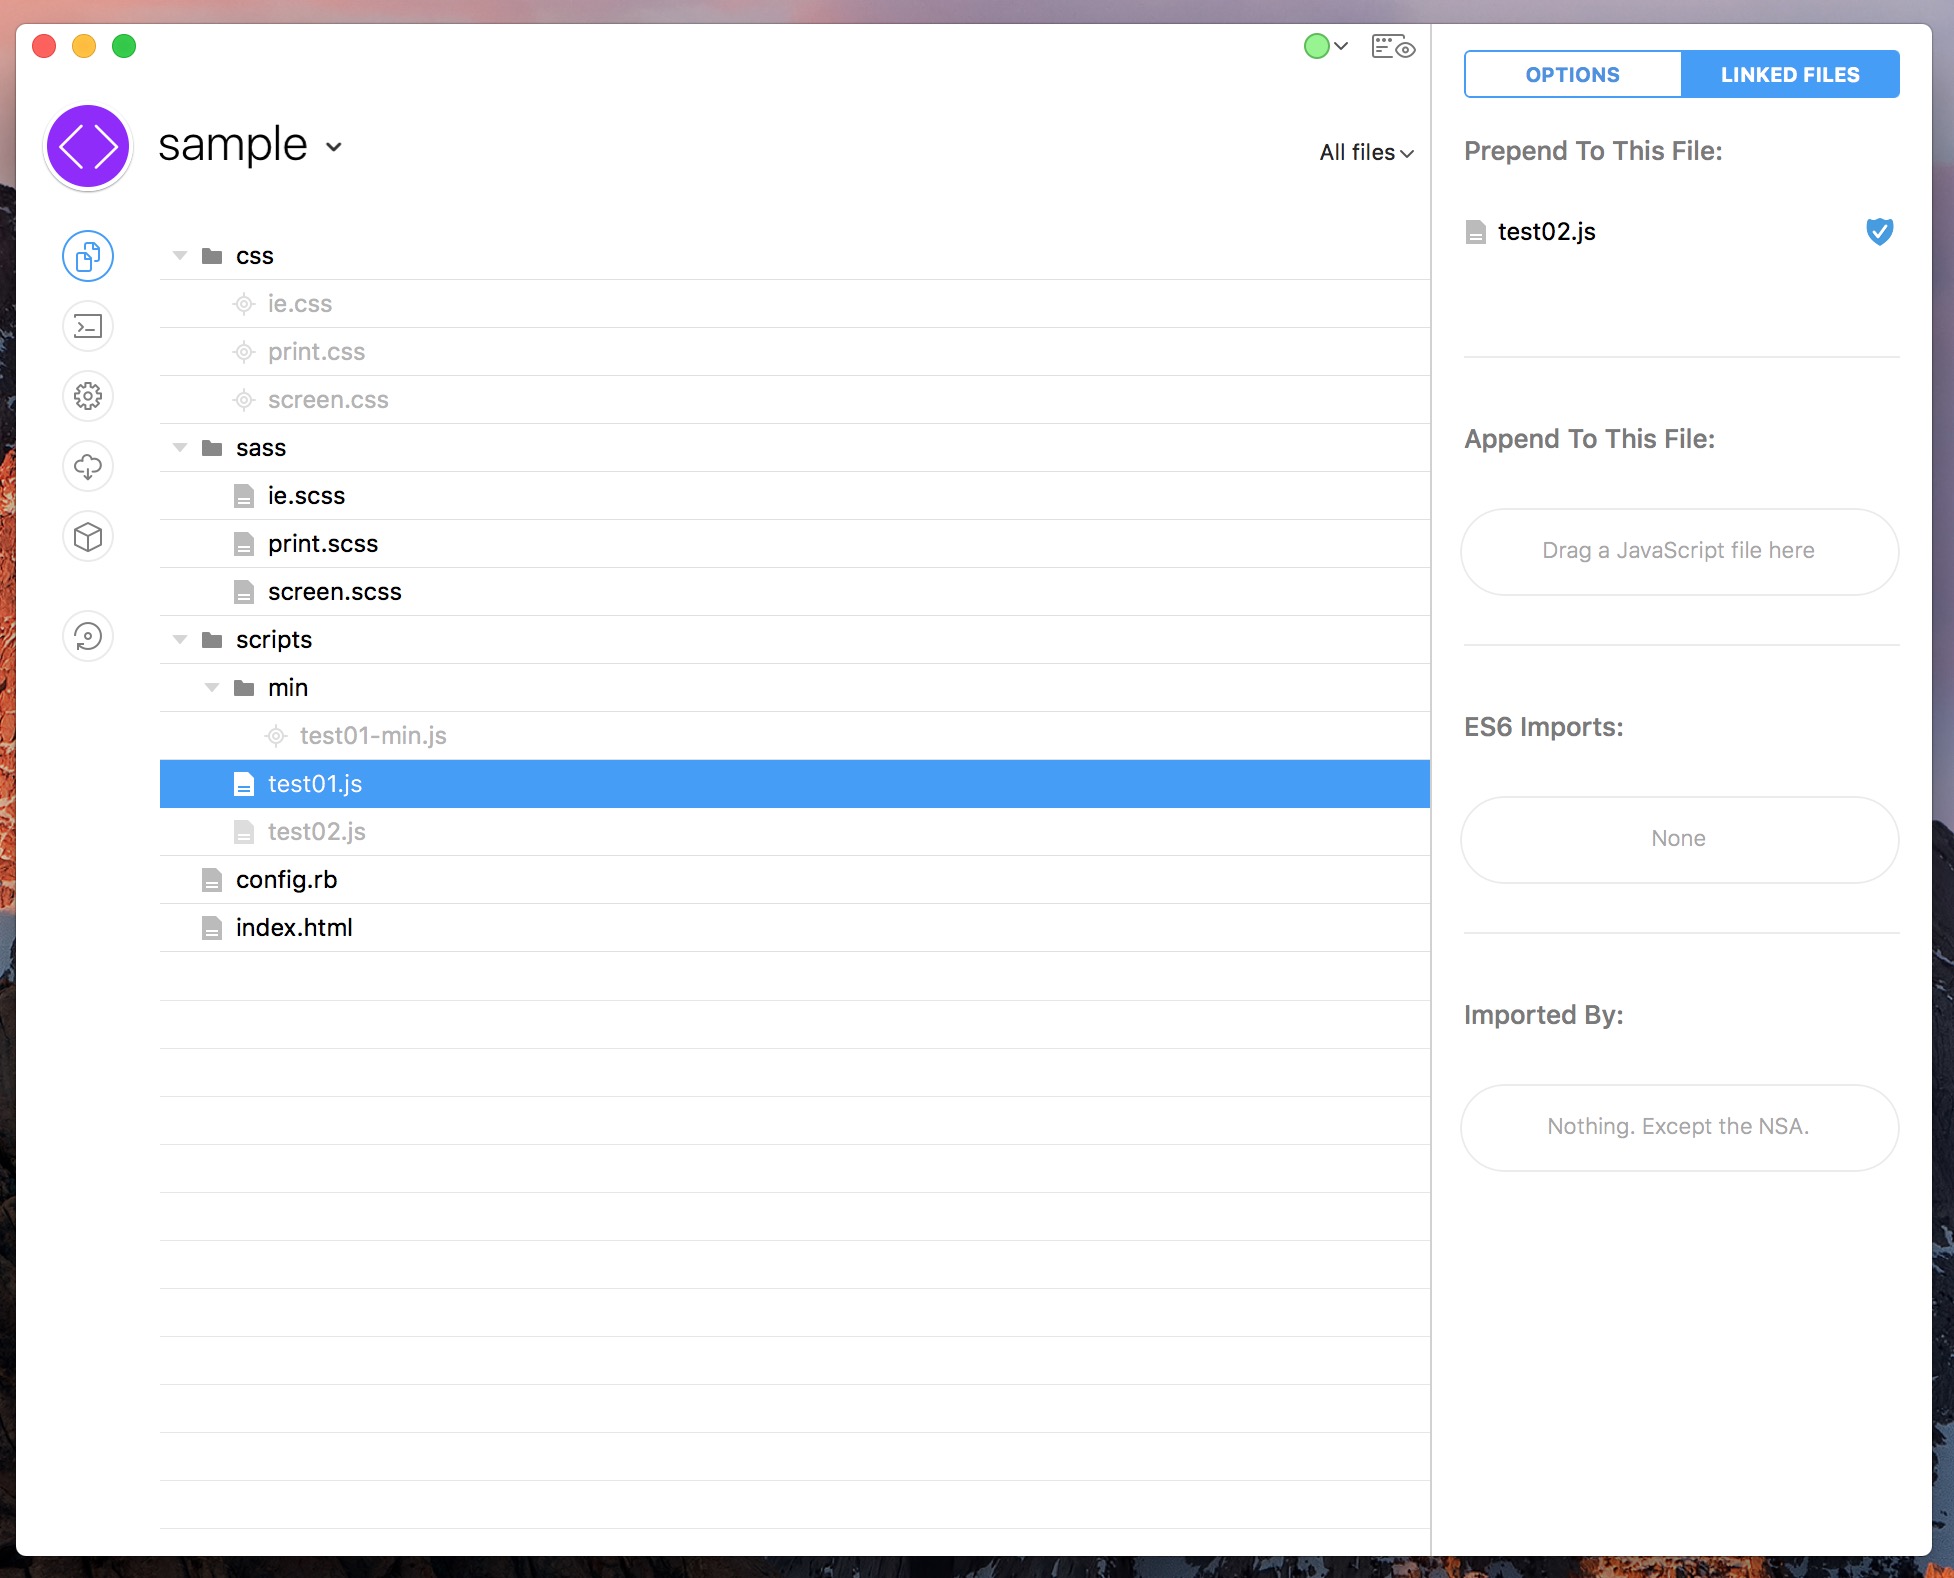 sample
All files
css
ie.css
print.css
screen.css
sass
ie.scss
print.scss
screen.scss
scripts
min
test01-min.js
test01.js
test02.js
config.rb
index.html
OPTIONS
LINKED FILES
Prepend To This File:
test02.js
Append To This File:
Drag a JavaScript file here
ES6 Imports:
None
Imported By:
Nothing. Except the NSA.